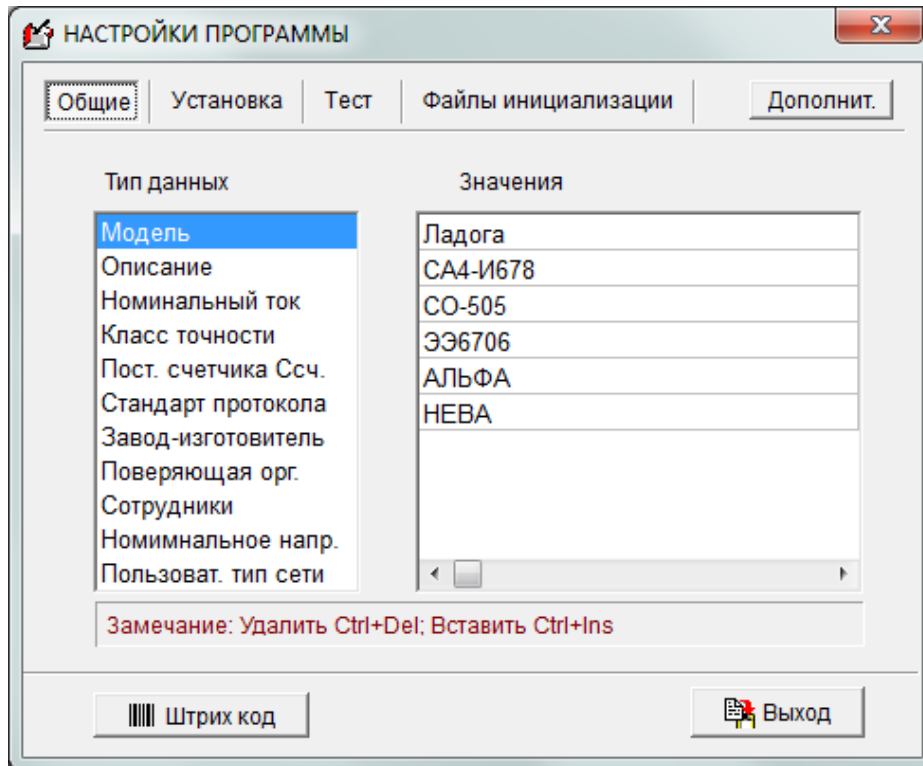 НАСТРОЙКИ ПРОГРАММЫ
Общие Установка Тест Файлы инициализации Дополнит.
Тип данных
Модель
Описание
Номинальный ток
Класс точности
Пост. счетчика Ссч.
Стандарт протокола
Завод-изготовитель
Поверяющая орг.
Сотрудники
Номимнальное напр.
Пользоват. тип сети
Значения
Ладога
СА4-И678
СО-505
ЭЭ6706
АЛЬФА
НЕВА
Замечание: Удалить Ctrl+Del; Вставить Ctrl+Ins
Штрих код Выход